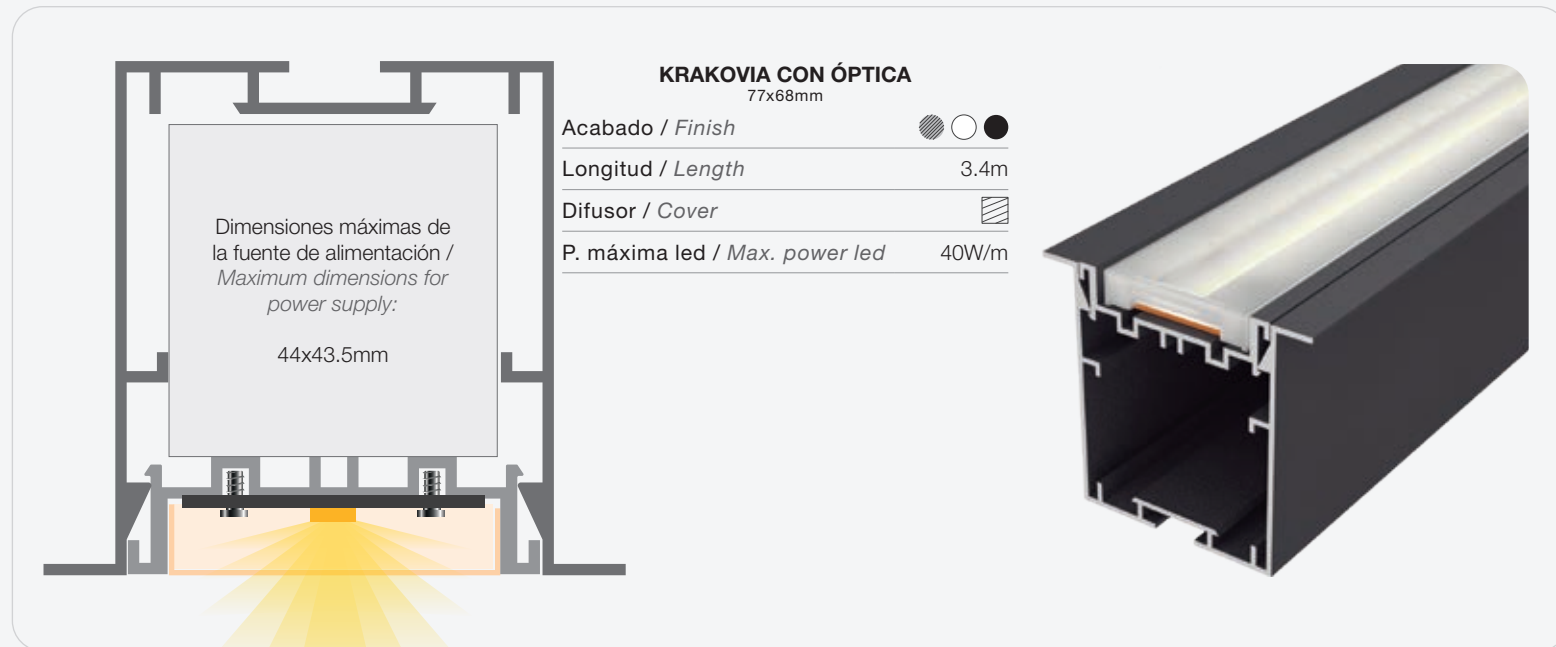 KRAKOVIA CON ÓPTICA
77x68mm
Acabado / Finish
Longitud / Length 3.4m
Difusor / Cover
P. máxima led / Max. power led 40W/m
Dimensiones máximas de
la fuente de alimentación /
Maximum dimensions for
power supply:
44x43.5mm